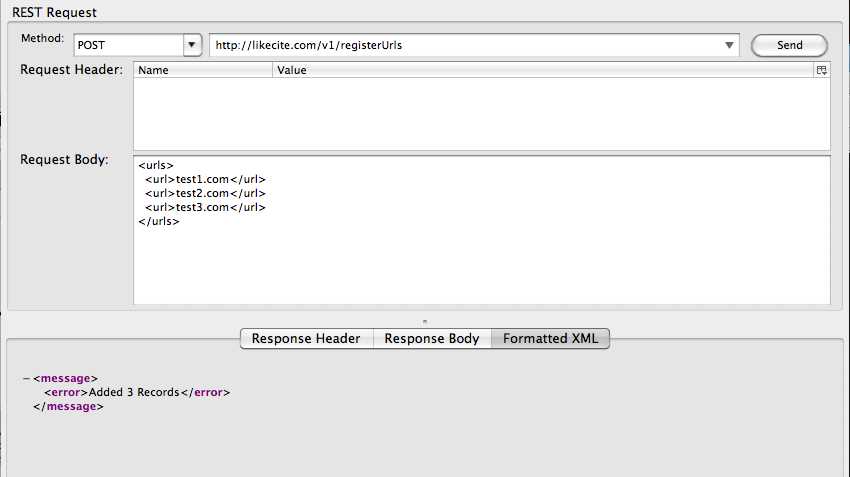 REST Request
Method: POST http://likecite.com/v1/registerUrls Send
Request Header: Name Value
Request Body:
<urls>
<url>test1.com</url>
<url>test2.com</url>
<url>test3.com</url>
</urls>
Response Header Response Body Formatted XML
− <message>
<error>Added 3 Records</error>
</message>